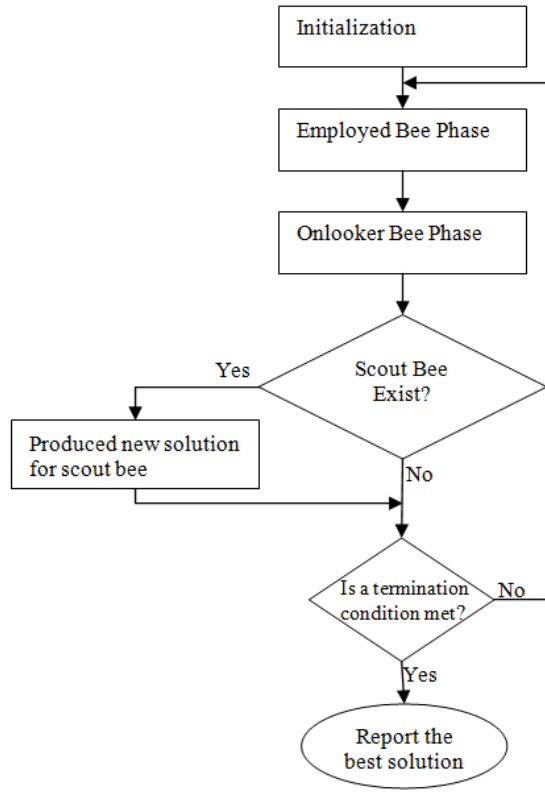 Initialization
Employed Bee Phase
Onlooker Bee Phase
Scout Bee
Exist?
Yes
Produced new solution
for scout bee
No
Is a termination
condition met?
No
Yes
Report the
best solution